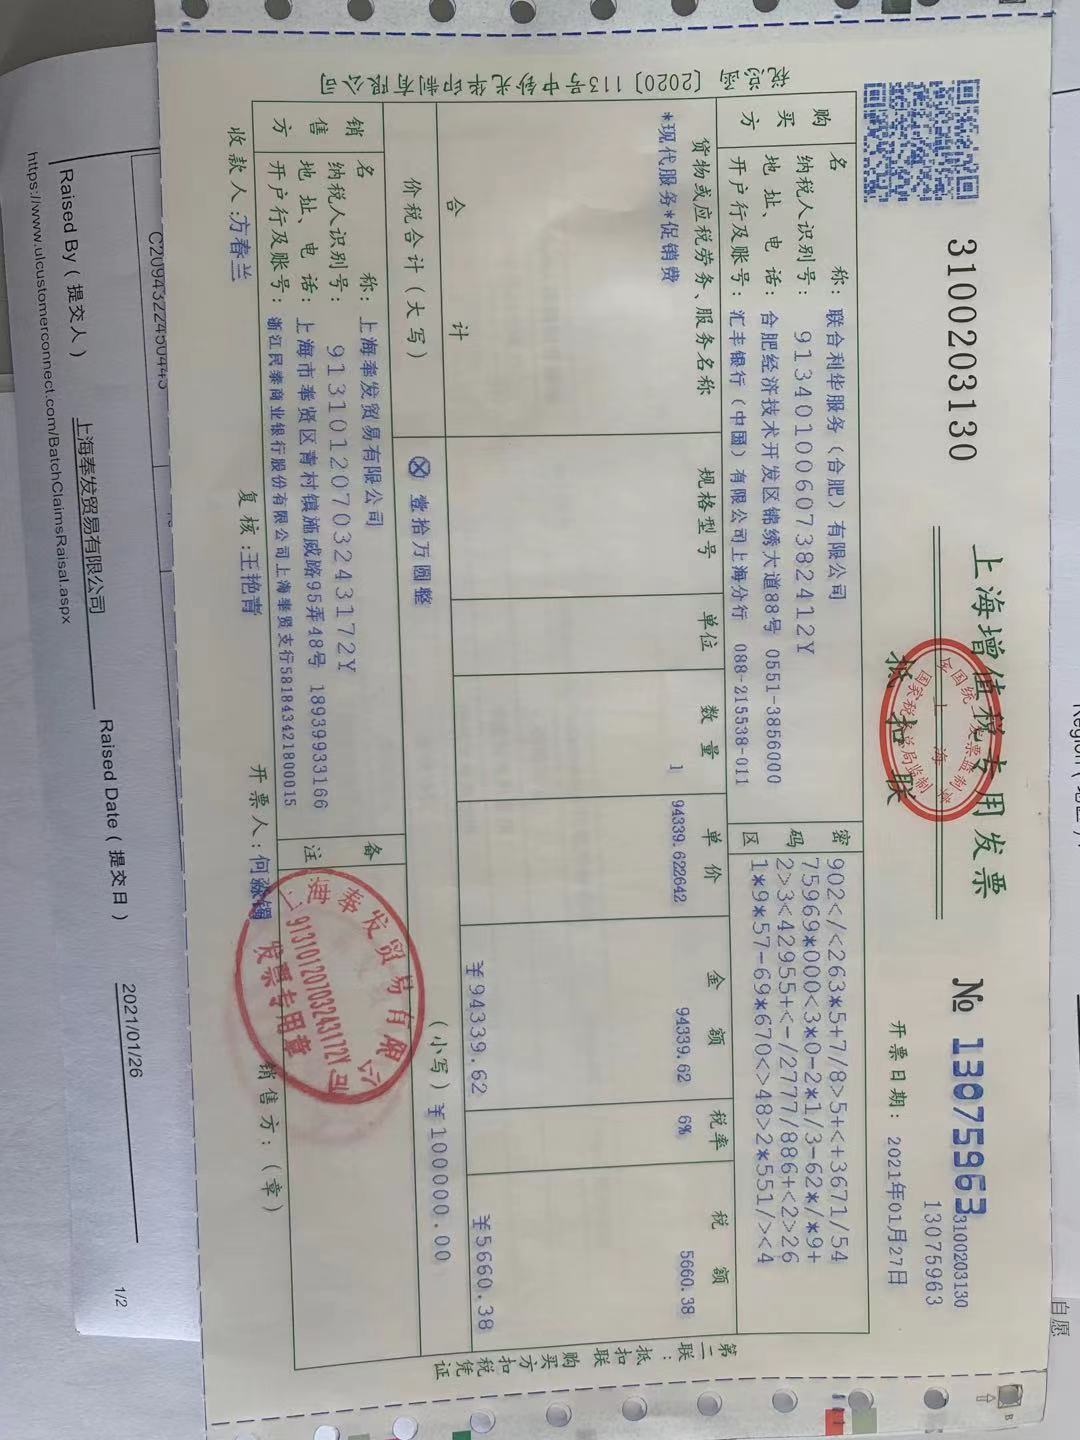 自愿
上海增值税专用发票
抵扣联
全国统一发票监制章
上海
国家税务总局监制
3100203130
№ 13075963
3100203130
13075963
开票日期: 2021年01月27日
购买方
名 称: 联合利华服务（合肥）有限公司
纳税人识别号: 91340100607382412Y
地 址、电 话: 合肥经济技术开发区锦绣大道88号 0551-3856000
开户行及账号: 汇丰银行（中国）有限公司上海分行 088-215538-011
密码区
902</<263*5+7/8>5+<+3671/54
75969*000<3*0-2*1/3-62*/*9+
2>3<42955+<-/2777/886+<2>26
1*9*57-69*670<>48>2*551/><4
货物或应税劳务、服务名称 规格型号 单位 数 量 单 价 金 额 税率 税 额
*现代服务*促销费 1 94339.622642 94339.62 6% 5660.38
合 计 ¥94339.62 ¥5660.38
价税合计（大写） ⊗ 壹拾万圆整 （小写）¥100000.00
销售方
名 称: 上海奉发贸易有限公司
纳税人识别号: 91310120703243172Y
地 址、电 话: 上海市奉贤区青村镇施威路95弄48号 18939933166
开户行及账号: 浙江民泰商业银行股份有限公司上海奉贤支行581843421800015
备注
上海奉发贸易有限公司
91310120703243172Y
发票专用章
收款人:方春兰 复核:王艳青 开票人:何淼镯 销售方:（章）
税总函［2020］113号中钞光华印制有限公司
第二联:抵扣联 购买方扣税凭证
C2094322450443
Raised By ( 提交人 ) 上海奉发贸易有限公司 Raised Date ( 提交日 ) 2021/01/26
1/2
https://www.ulcustomerconnect.com/BatchClaimsRaisal.aspx